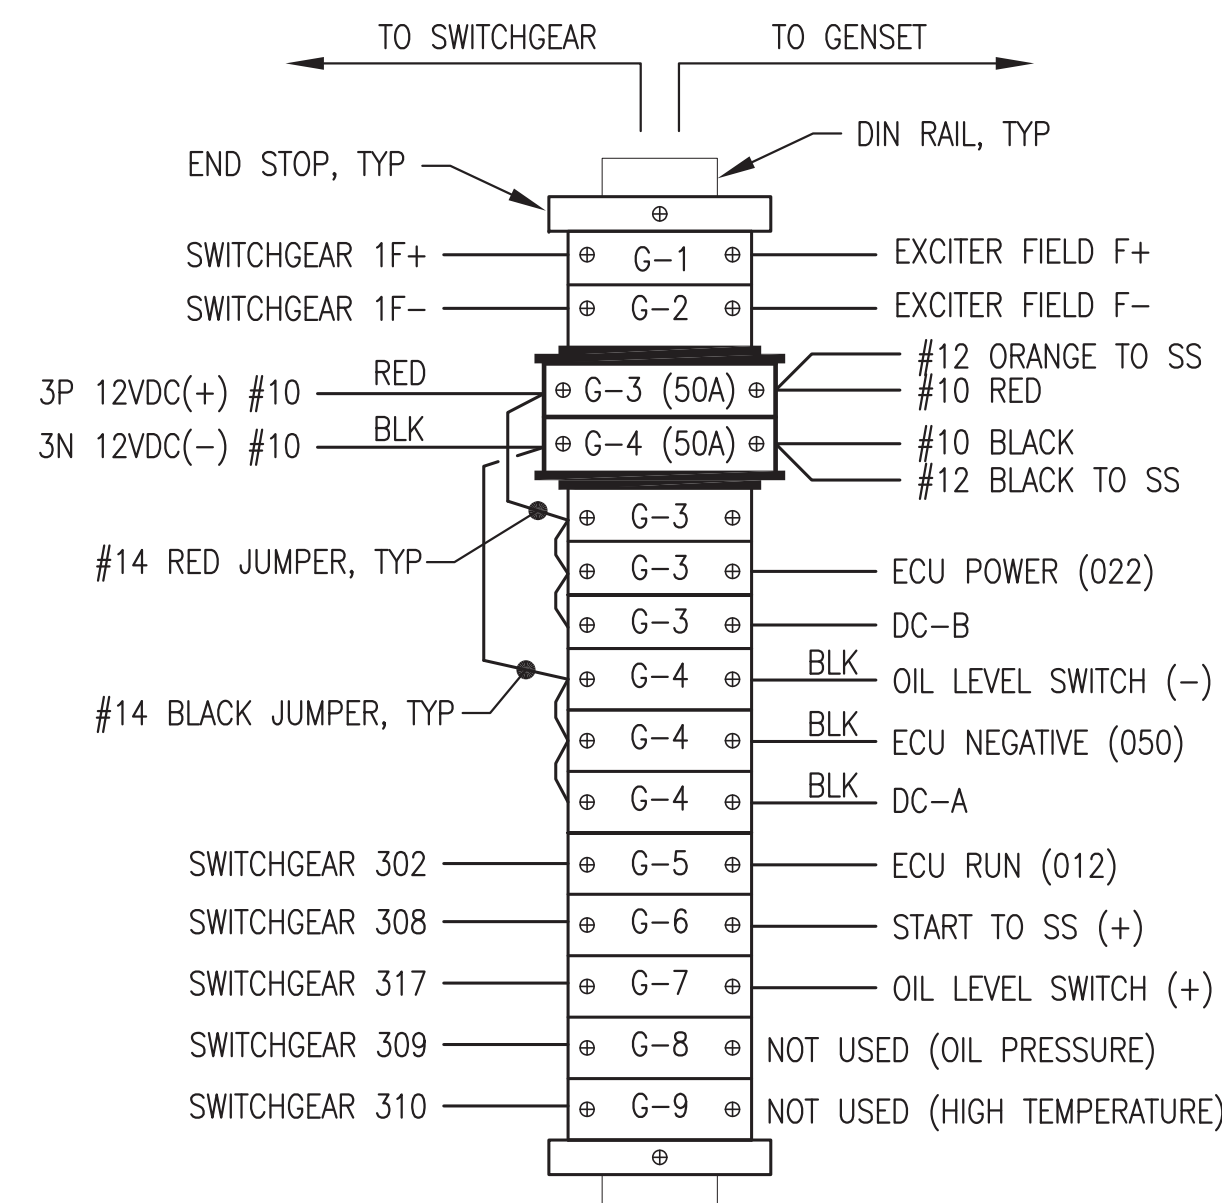 TO SWITCHGEAR TO GENSET
DIN RAIL, TYP
END STOP, TYP
SWITCHGEAR 1F+ G-1 EXCITER FIELD F+
SWITCHGEAR 1F- G-2 EXCITER FIELD F-
#12 ORANGE TO SS
3P 12VDC(+) #10 RED G-3 (50A) #10 RED
3N 12VDC(-) #10 BLK G-4 (50A) #10 BLACK
#12 BLACK TO SS
G-3
#14 RED JUMPER, TYP G-3 ECU POWER (022)
G-3 DC-B
G-4 BLK OIL LEVEL SWITCH (-)
#14 BLACK JUMPER, TYP
G-4 BLK ECU NEGATIVE (050)
G-4 BLK DC-A
SWITCHGEAR 302 G-5 ECU RUN (012)
SWITCHGEAR 308 G-6 START TO SS (+)
SWITCHGEAR 317 G-7 OIL LEVEL SWITCH (+)
SWITCHGEAR 309 G-8 NOT USED (OIL PRESSURE)
SWITCHGEAR 310 G-9 NOT USED (HIGH TEMPERATURE)